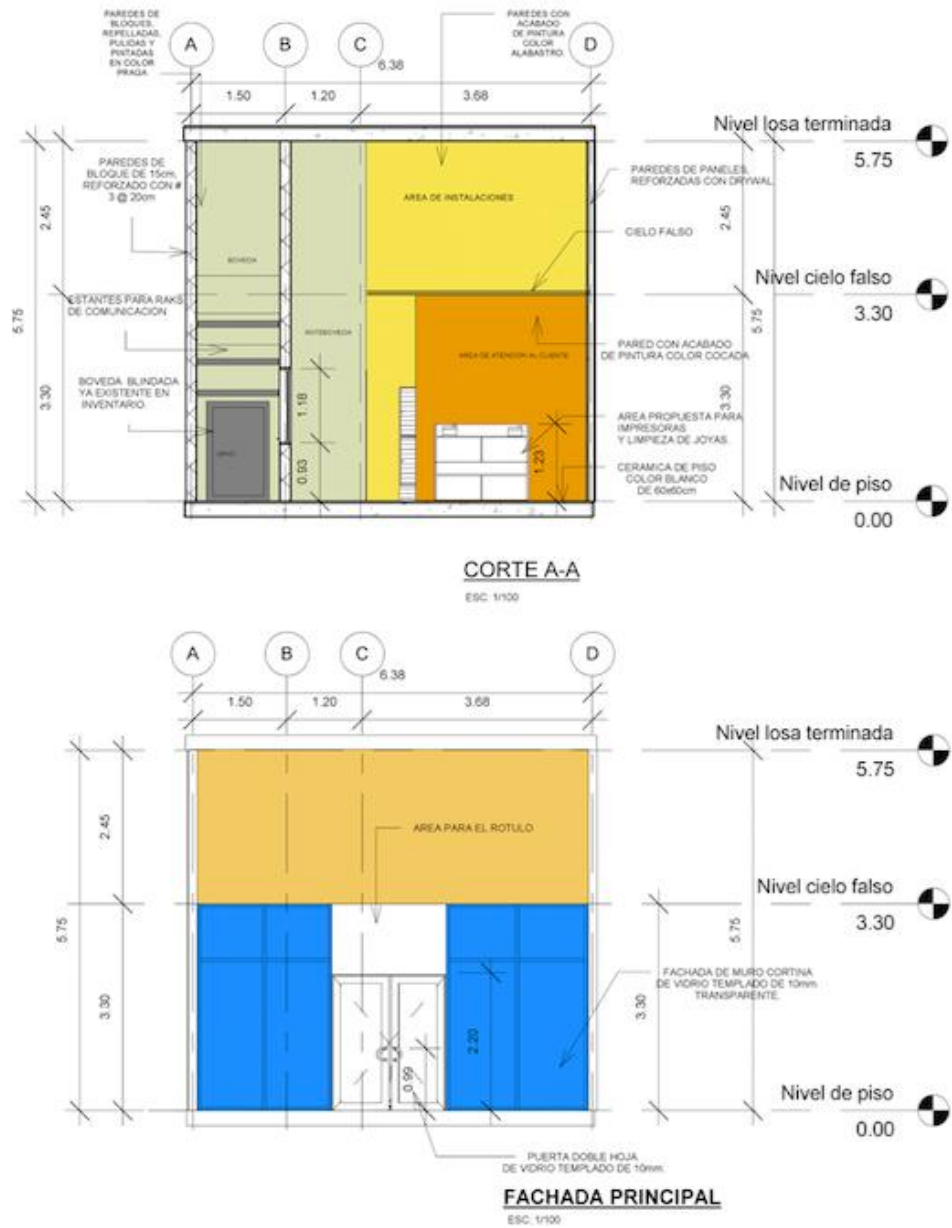 PAREDES DE
BLOQUES,
REPELLADAS,
PULIDAS Y
PINTADAS
EN COLOR
PRAGA
PAREDES CON
ACABADO
DE PINTURA
COLOR
ALABASTRO.
A
B
C
D
6.38
1.50
1.20
3.68
Nivel losa terminada
5.75
PAREDES DE
BLOQUE DE 15cm,
REFORZADO CON #
3 @ 20cm
PAREDES DE PANELES,
REFORZADAS CON DRYWAL
AREA DE INSTALACIONES
2.45
2.45
CIELO FALSO
BOVEDA
Nivel cielo falso
3.30
ESTANTES PARA RAKS
DE COMUNICACION
5.75
5.75
ANTEBOVEDA
AREA DE ATENCION AL CLIENTE
PARED CON ACABADO
DE PINTURA COLOR COCADA
BOVEDA BLINDADA
YA EXISTENTE EN
INVENTARIO.
3.30
3.30
1.18
0.93
1.23
AREA PROPUESTA PARA
IMPRESORAS
Y LIMPIEZA DE JOYAS.
CERAMICA DE PISO
COLOR BLANCO
DE 60x60cm
Nivel de piso
0.00
CORTE A-A
ESC. 1/100
A
B
C
D
6.38
1.50
1.20
3.68
Nivel losa terminada
5.75
2.45
AREA PARA EL ROTULO
Nivel cielo falso
3.30
5.75
5.75
3.30
3.30
FACHADA DE MURO CORTINA
DE VIDRIO TEMPLADO DE 10mm
TRANSPARENTE.
2.20
0.99
Nivel de piso
0.00
PUERTA DOBLE HOJA
DE VIDRIO TEMPLADO DE 10mm.
FACHADA PRINCIPAL
ESC. 1/100